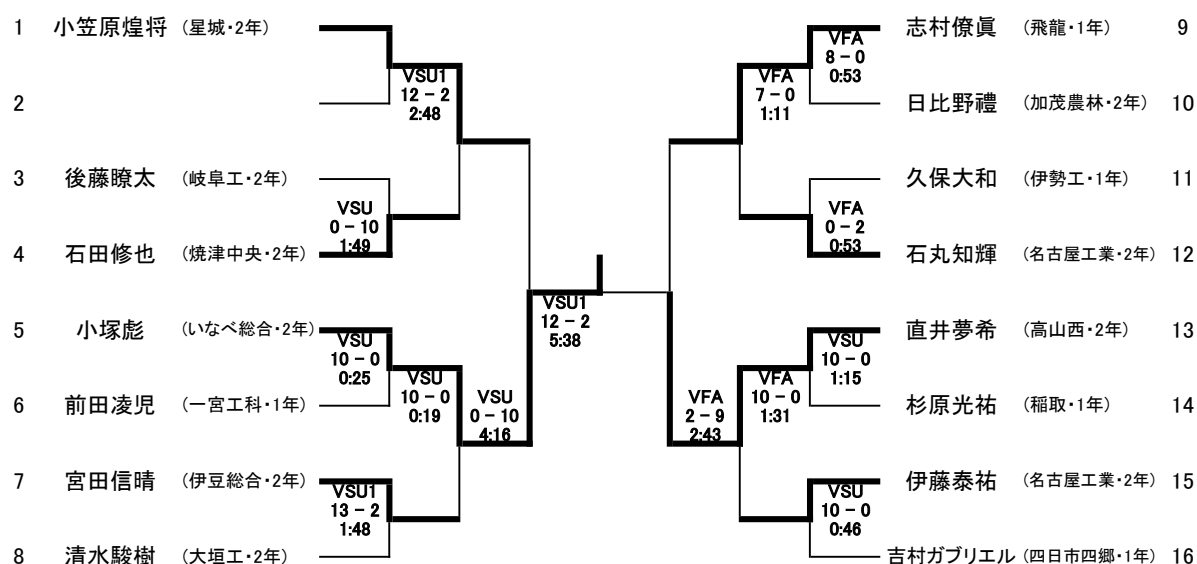 1 小笠原煌将 (星城・2年)
VSU1
12 − 2
2:48
2
3 後藤瞭太 (岐阜工・2年)
VSU
0 − 10
1:49
4 石田修也 (焼津中央・2年)
5 小塚彪 (いなべ総合・2年)
VSU
10 − 0
0:25
VSU
10 − 0
0:19
6 前田凌児 (一宮工科・1年)
VSU
0 − 10
4:16
7 宮田信晴 (伊豆総合・2年)
VSU1
13 − 2
1:48
8 清水駿樹 (大垣工・2年)
VSU1
12 − 2
5:38
志村僚眞 (飛龍・1年) 9
VFA
8 − 0
0:53
VFA
7 − 0
1:11
日比野禮 (加茂農林・2年) 10
久保大和 (伊勢工・1年) 11
VFA
0 − 2
0:53
石丸知輝 (名古屋工業・2年) 12
直井夢希 (高山西・2年) 13
VSU
10 − 0
1:15
VFA
10 − 0
1:31
杉原光祐 (稲取・1年) 14
VFA
2 − 9
2:43
伊藤泰祐 (名古屋工業・2年) 15
VSU
10 − 0
0:46
吉村ガブリエル (四日市四郷・1年) 16